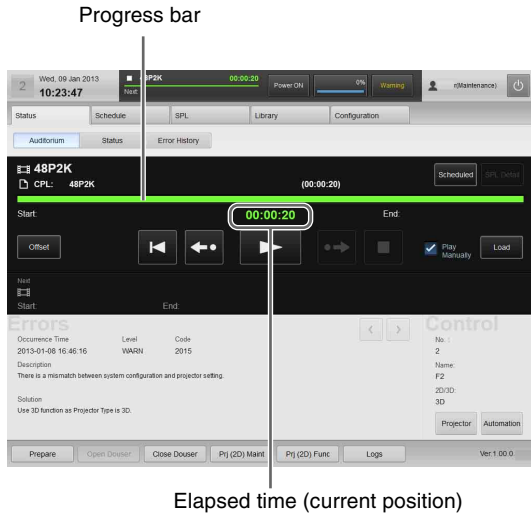 Progress bar
2
Wed, 09 Jan 2013
10:23:47
48P2K
00:00:20
Next
Power ON
0%
Warning
r(Maintenance)
Status
Schedule
SPL
Library
Configuration
Auditorium
Status
Error History
48P2K
CPL: 48P2K
(00:00:20)
Scheduled
SPL Detail
Start:
00:00:20
End:
Offset
Play Manually
Load
Next
Start:
End:
Errors
Occurrence Time Level Code
2013-01-08 16:46:16 WARN 2015
Description
There is a mismatch between system configuration and projector setting.
Solution
Use 3D function as Projector Type is 3D.
Control
No. :
2
Name:
F2
2D/3D:
3D
Projector
Automation
Prepare
Open Douser
Close Douser
Prj (2D) Maint
Prj (2D) Func
Logs
Ver 1.00.0
Elapsed time (current position)